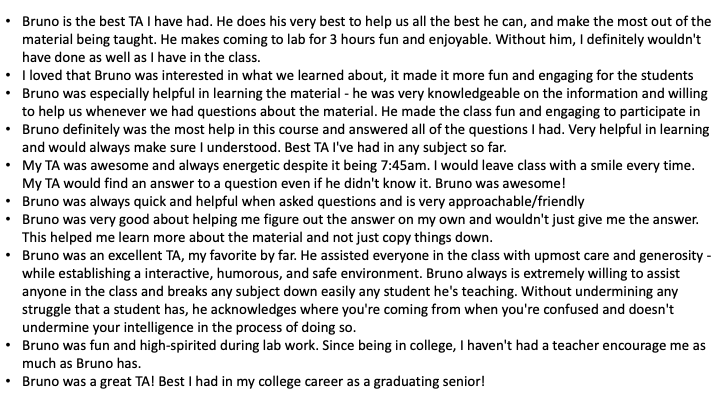 • Bruno is the best TA I have had. He does his very best to help us all the best he can, and make the most out of the
material being taught. He makes coming to lab for 3 hours fun and enjoyable. Without him, I definitely wouldn't
have done as well as I have in the class.
• I loved that Bruno was interested in what we learned about, it made it more fun and engaging for the students
• Bruno was especially helpful in learning the material - he was very knowledgeable on the information and willing
to help us whenever we had questions about the material. He made the class fun and engaging to participate in
• Bruno definitely was the most help in this course and answered all of the questions I had. Very helpful in learning
and would always make sure I understood. Best TA I've had in any subject so far.
• My TA was awesome and always energetic despite it being 7:45am. I would leave class with a smile every time.
My TA would find an answer to a question even if he didn't know it. Bruno was awesome!
• Bruno was always quick and helpful when asked questions and is very approachable/friendly
• Bruno was very good about helping me figure out the answer on my own and wouldn't just give me the answer.
This helped me learn more about the material and not just copy things down.
• Bruno was an excellent TA, my favorite by far. He assisted everyone in the class with upmost care and generosity -
while establishing a interactive, humorous, and safe environment. Bruno always is extremely willing to assist
anyone in the class and breaks any subject down easily any student he's teaching. Without undermining any
struggle that a student has, he acknowledges where you're coming from when you're confused and doesn't
undermine your intelligence in the process of doing so.
• Bruno was fun and high-spirited during lab work. Since being in college, I haven't had a teacher encourage me as
much as Bruno has.
• Bruno was a great TA! Best I had in my college career as a graduating senior!